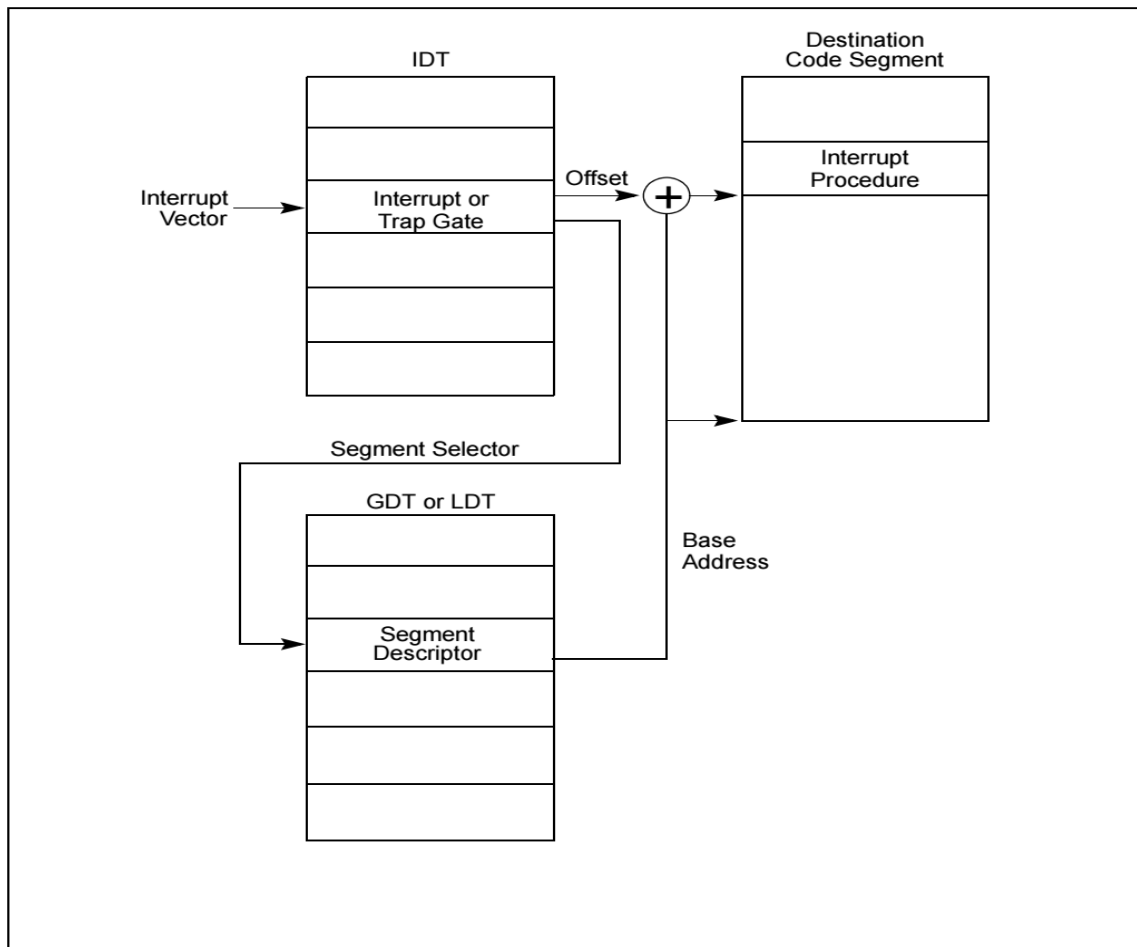 IDT
Destination
Code Segment
Interrupt
Vector
Interrupt or
Trap Gate
Offset
+
Interrupt
Procedure
Segment Selector
GDT or LDT
Segment
Descriptor
Base
Address